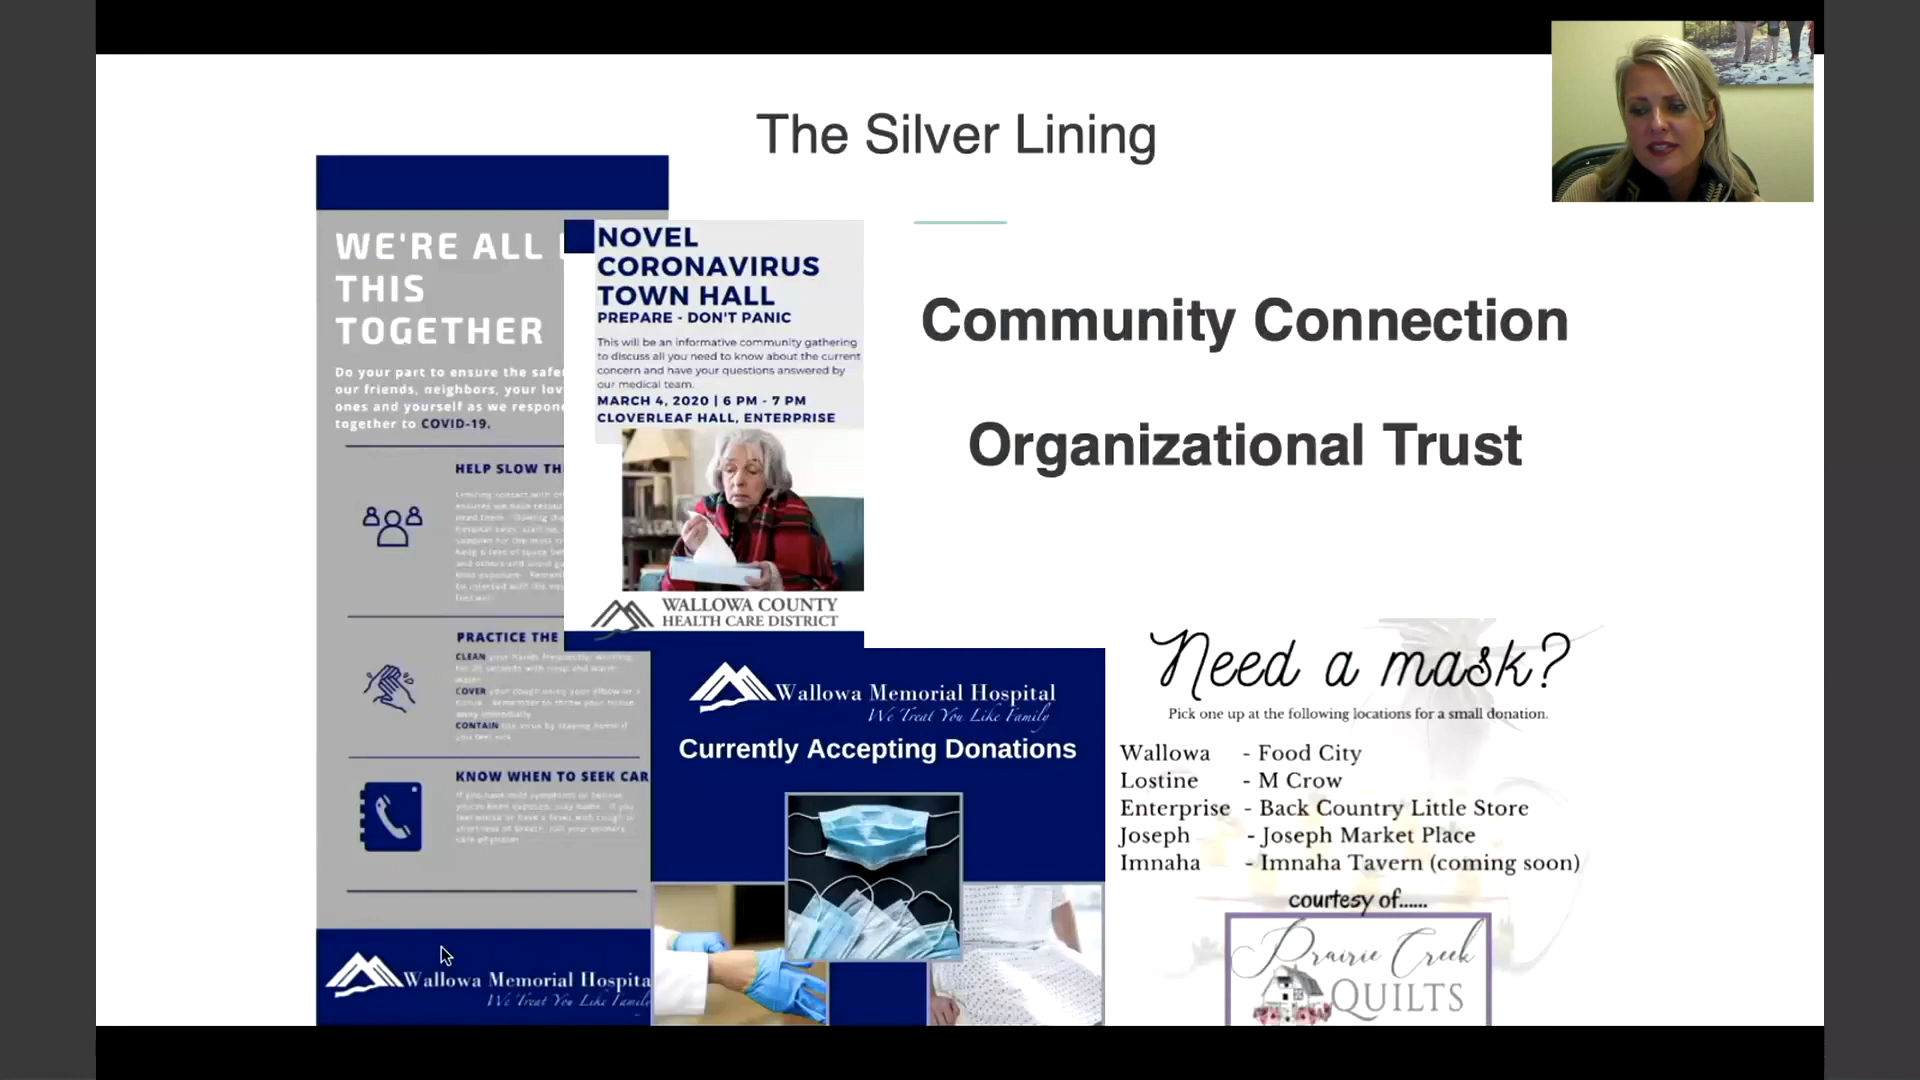 The Silver Lining
Community Connection
Organizational Trust
WE'RE ALL
THIS
TOGETHER
Do your part to ensure the
our friends, neighbors, your
ones and yourself as we
together to COVID-19.
HELP SLOW
PRACTICE THE
CLEAN your hands frequently,
for 20 seconds with soap and warm
water
COVER your cough using your elbow or a
tissue. Remember to throw your tissue
away immediately
CONTAIN the virus by staying home if
you feel sick
KNOW WHEN TO SEEK
Wallowa Memorial
We Treat You Like Family
NOVEL
CORONAVIRUS
TOWN HALL
PREPARE - DON'T PANIC
This will be an informative community gathering
to discuss all you need to know about the current
concern and have your questions answered by
our medical team.
MARCH 4, 2020 | 6 PM - 7 PM
CLOVERLEAF HALL, ENTERPRISE
WALLOWA COUNTY
HEALTH CARE DISTRICT
Wallowa Memorial Hospital
We Treat You Like Family
Currently Accepting Donations
Need a mask?
Pick one up at the following locations for a small donation.
Wallowa - Food City
Lostine - M Crow
Enterprise - Back Country Little Store
Joseph - Joseph Market Place
Imnaha - Imnaha Tavern (coming soon)
courtesy of......
Prairie Creek
QUILTS